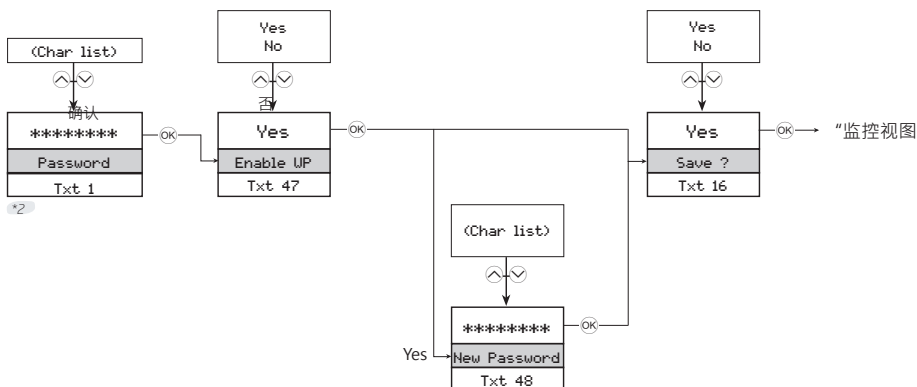 (Char list)
确认
********
Password
Txt 1
*2
OK
Yes
No
否
Yes
Enable WP
Txt 47
OK
(Char list)
Yes
********
New Password
Txt 48
OK
Yes
No
Yes
Save ?
Txt 16
OK
“监控视图